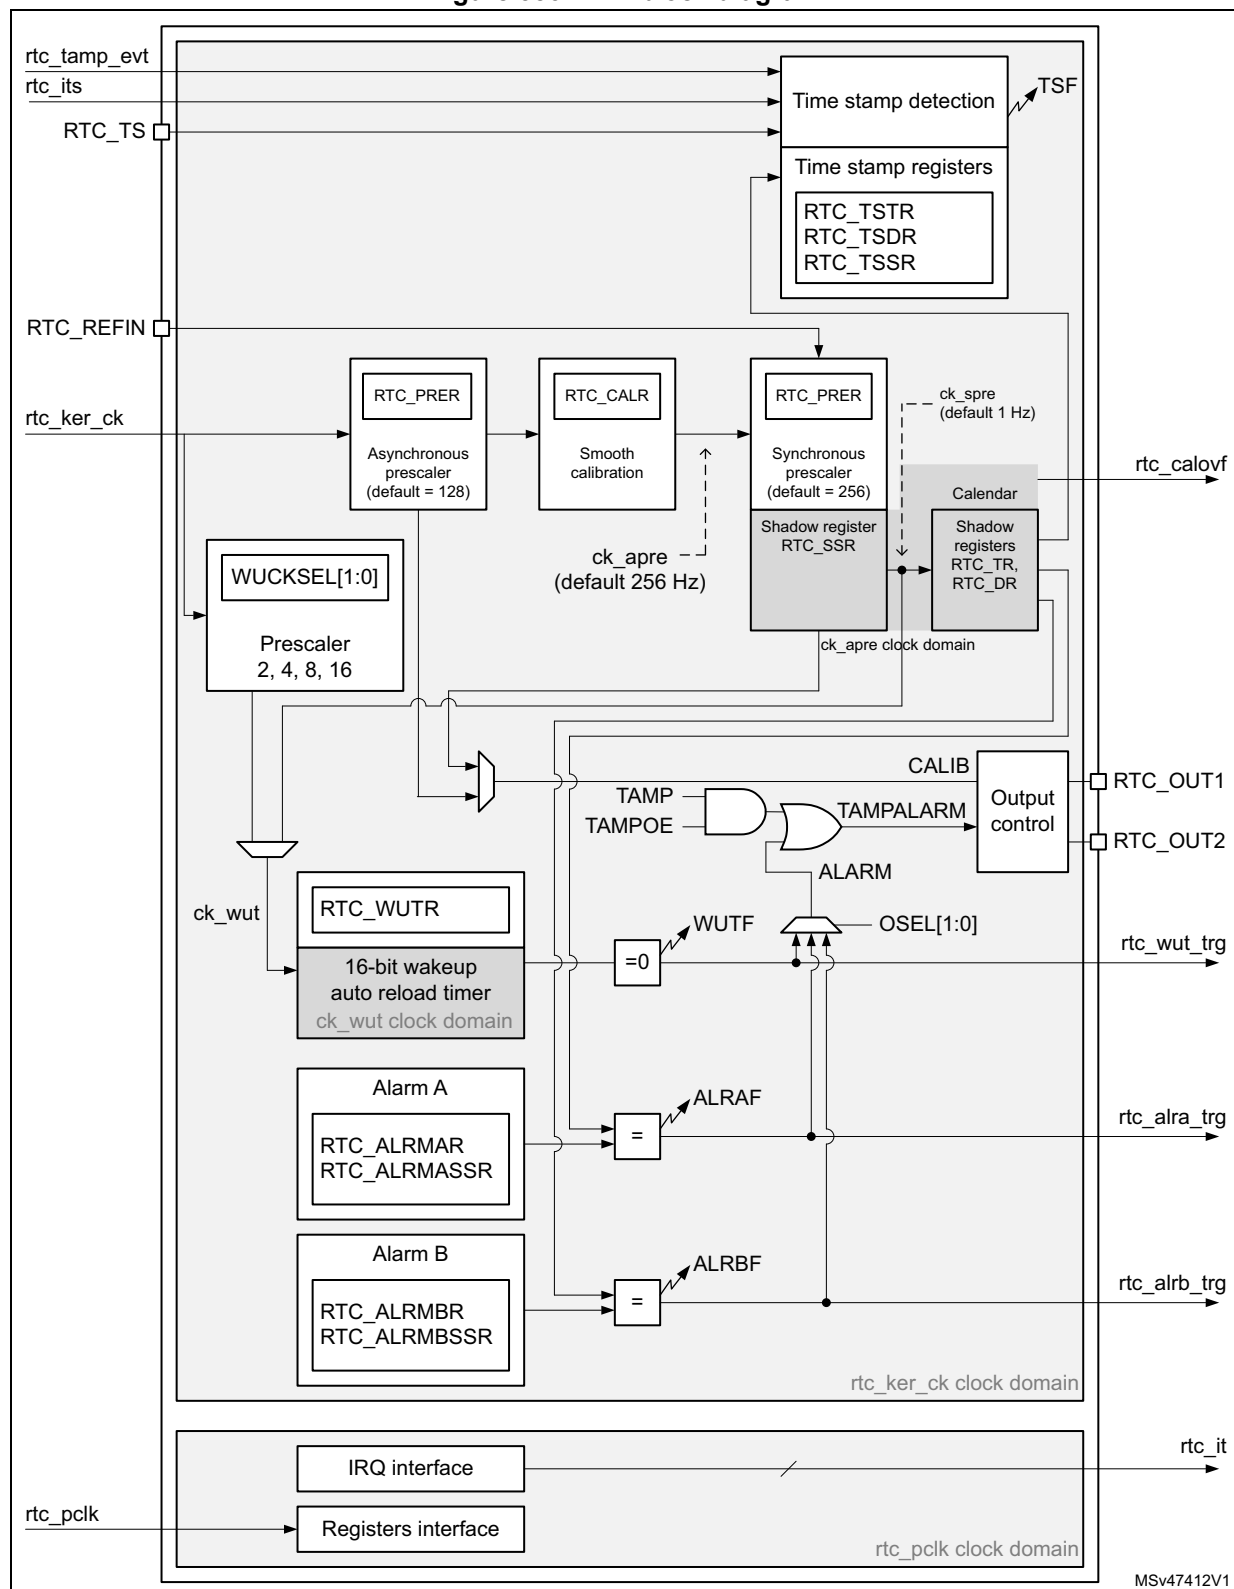 rtc_tamp_evt
rtc_its
RTC_TS
Time stamp detection
TSF
Time stamp registers
RTC_TSTR
RTC_TSDR
RTC_TSSR
RTC_REFIN
rtc_ker_ck
RTC_PRER
Asynchronous
prescaler
(default = 128)
RTC_CALR
Smooth
calibration
RTC_PRER
Synchronous
prescaler
(default = 256)
ck_spre
(default 1 Hz)
rtc_calovf
Calendar
Shadow register
RTC_SSR
Shadow
registers
RTC_TR,
RTC_DR
ck_apre
(default 256 Hz)
ck_apre clock domain
WUCKSEL[1:0]
Prescaler
2, 4, 8, 16
CALIB
TAMP
TAMPOE
TAMPALARM
Output
control
RTC_OUT1
RTC_OUT2
ALARM
OSEL[1:0]
ck_wut
RTC_WUTR
16-bit wakeup
auto reload timer
ck_wut clock domain
=0
WUTF
rtc_wut_trg
Alarm A
RTC_ALRMAR
RTC_ALRMASSR
=
ALRAF
rtc_alra_trg
Alarm B
RTC_ALRMBR
RTC_ALRMBSSR
=
ALRBF
rtc_alrb_trg
rtc_ker_ck clock domain
IRQ interface
rtc_it
rtc_pclk
Registers interface
rtc_pclk clock domain
MSv47412V1